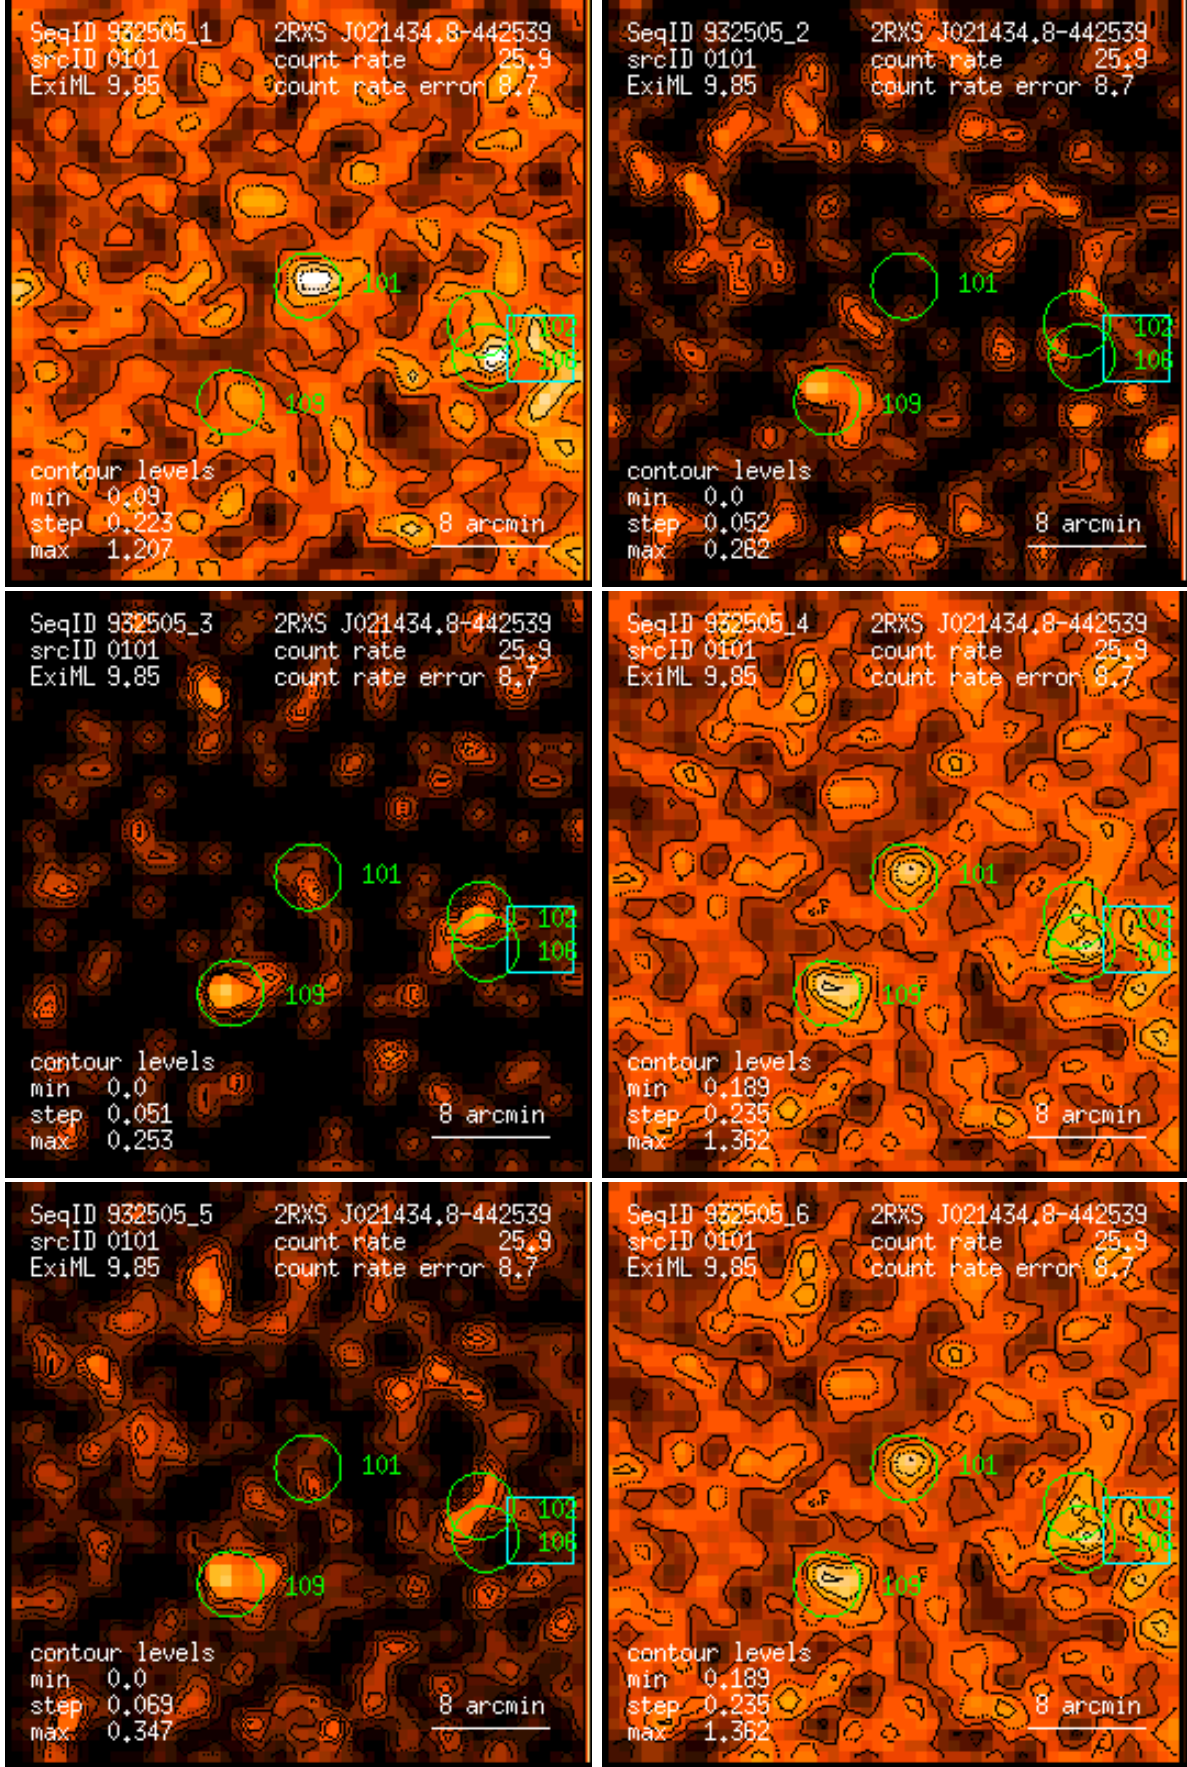 SeqID 932505_1 2RXS J021434.8-442539
srcID 0101 count rate 25.9
ExiML 9.85 count rate error 8.7
101
102
106
109
contour levels
min 0.09
step 0.223 8 arcmin
max 1.207
SeqID 932505_2 2RXS J021434.8-442539
srcID 0101 count rate 25.9
ExiML 9.85 count rate error 8.7
101
102
106
109
contour levels
min 0.0
step 0.052 8 arcmin
max 0.262
SeqID 932505_3 2RXS J021434.8-442539
srcID 0101 count rate 25.9
ExiML 9.85 count rate error 8.7
101
102
106
109
contour levels
min 0.0
step 0.051 8 arcmin
max 0.253
SeqID 932505_4 2RXS J021434.8-442539
srcID 0101 count rate 25.9
ExiML 9.85 count rate error 8.7
101
102
106
109
contour levels
min 0.189
step 0.235 8 arcmin
max 1.362
SeqID 932505_5 2RXS J021434.8-442539
srcID 0101 count rate 25.9
ExiML 9.85 count rate error 8.7
101
102
106
109
contour levels
min 0.0
step 0.069 8 arcmin
max 0.347
SeqID 932505_6 2RXS J021434.8-442539
srcID 0101 count rate 25.9
ExiML 9.85 count rate error 8.7
101
102
106
109
contour levels
min 0.189
step 0.235 8 arcmin
max 1.362